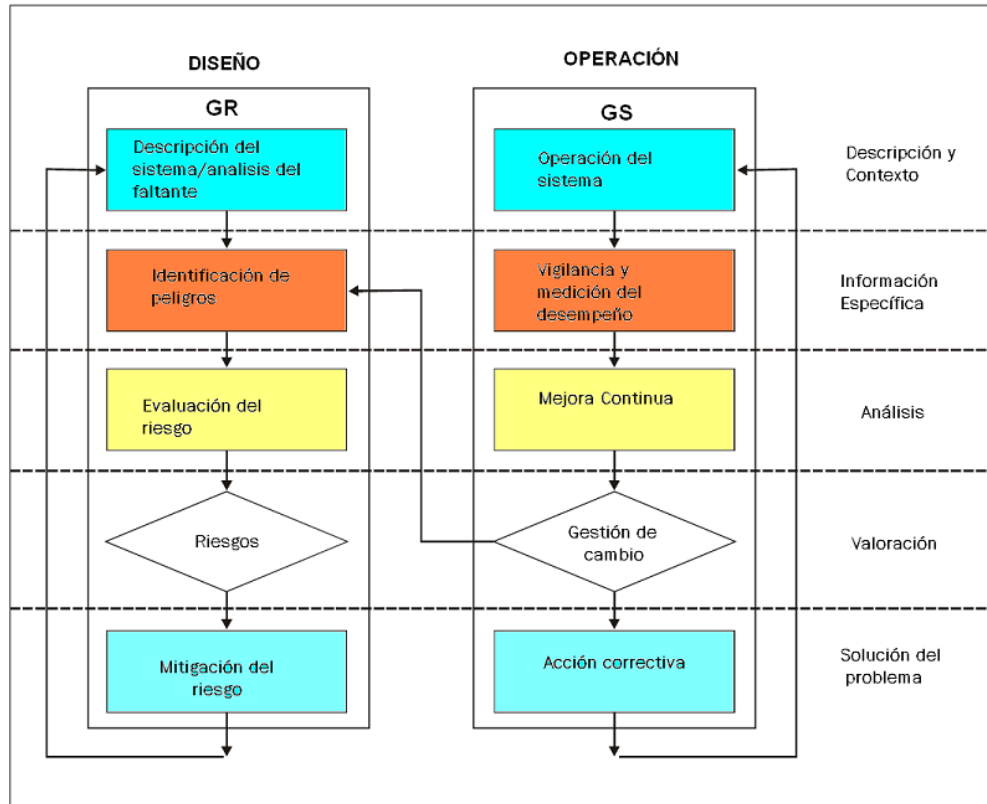 DISEÑO
OPERACIÓN
GR
GS
Descripción del
sistema/analisis del
faltante
Operación del
sistema
Descripción y
Contexto
Identificación de
peligros
Vigilancia y
medición del
desempeño
Información
Específica
Evaluación del
riesgo
Mejora Continua
Análisis
Riesgos
Gestión de
cambio
Valoración
Mitigación del
riesgo
Acción correctiva
Solución del
problema